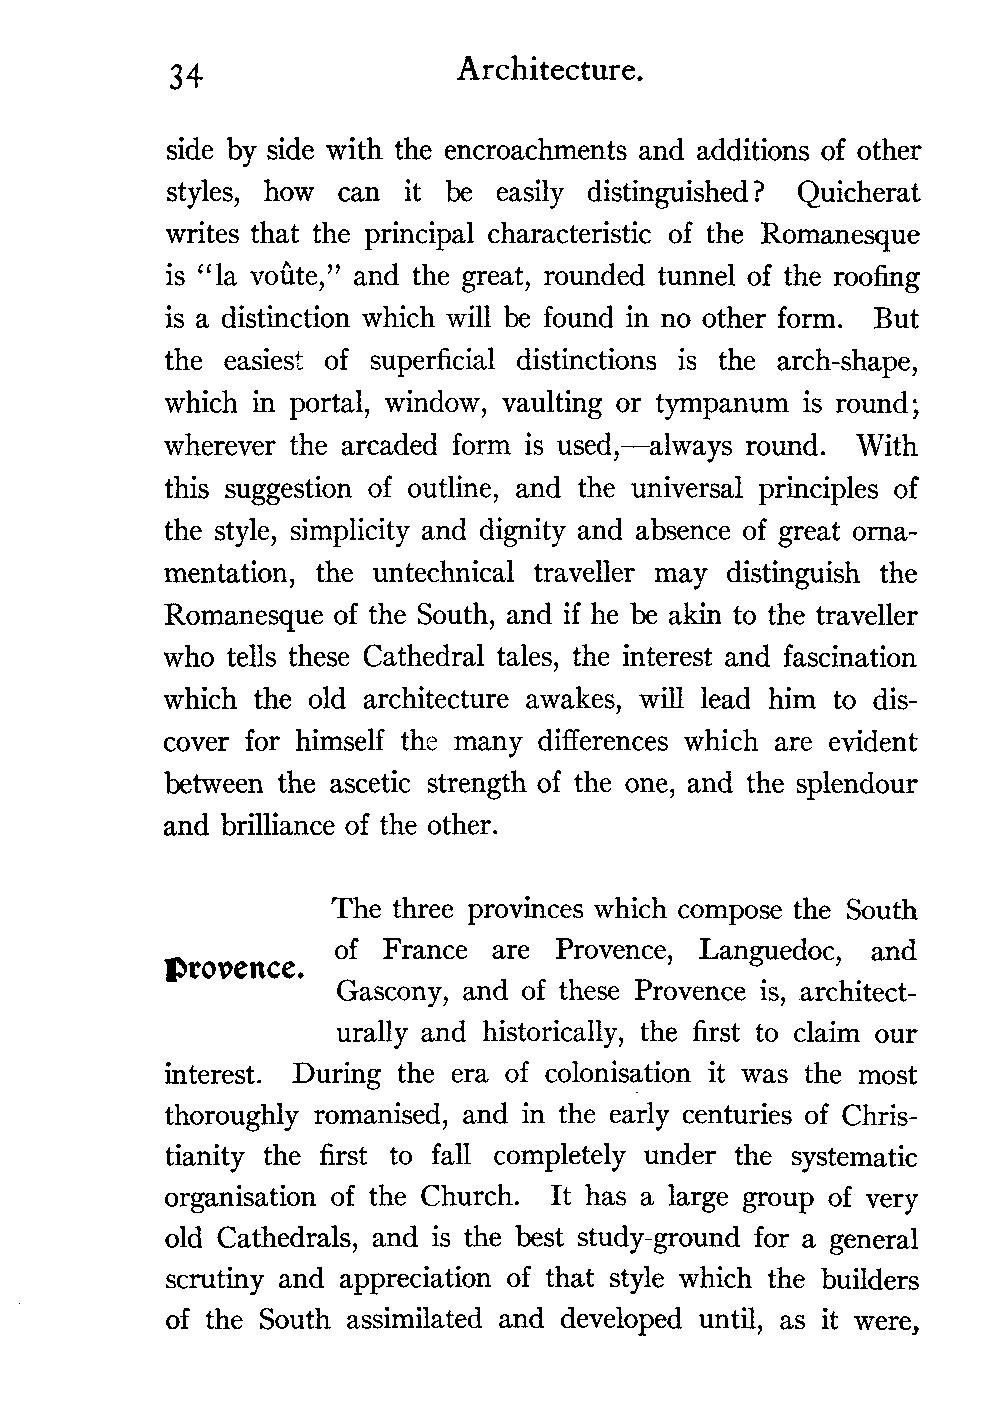 34 Architecture.
side by side with the encroachments and additions of other
styles, how can it be easily distinguished? Quicherat
writes that the principal characteristic of the Romanesque
is “la voûte,” and the great, rounded tunnel of the roofing
is a distinction which will be found in no other form. But
the easiest of superficial distinctions is the arch-shape,
which in portal, window, vaulting or tympanum is round;
wherever the arcaded form is used,—always round. With
this suggestion of outline, and the universal principles of
the style, simplicity and dignity and absence of great orna-
mentation, the untechnical traveller may distinguish the
Romanesque of the South, and if he be akin to the traveller
who tells these Cathedral tales, the interest and fascination
which the old architecture awakes, will lead him to dis-
cover for himself the many differences which are evident
between the ascetic strength of the one, and the splendour
and brilliance of the other.
Provence.
The three provinces which compose the South
of France are Provence, Languedoc, and
Gascony, and of these Provence is, architect-
urally and historically, the first to claim our
interest. During the era of colonisation it was the most
thoroughly romanised, and in the early centuries of Chris-
tianity the first to fall completely under the systematic
organisation of the Church. It has a large group of very
old Cathedrals, and is the best study-ground for a general
scrutiny and appreciation of that style which the builders
of the South assimilated and developed until, as it were,